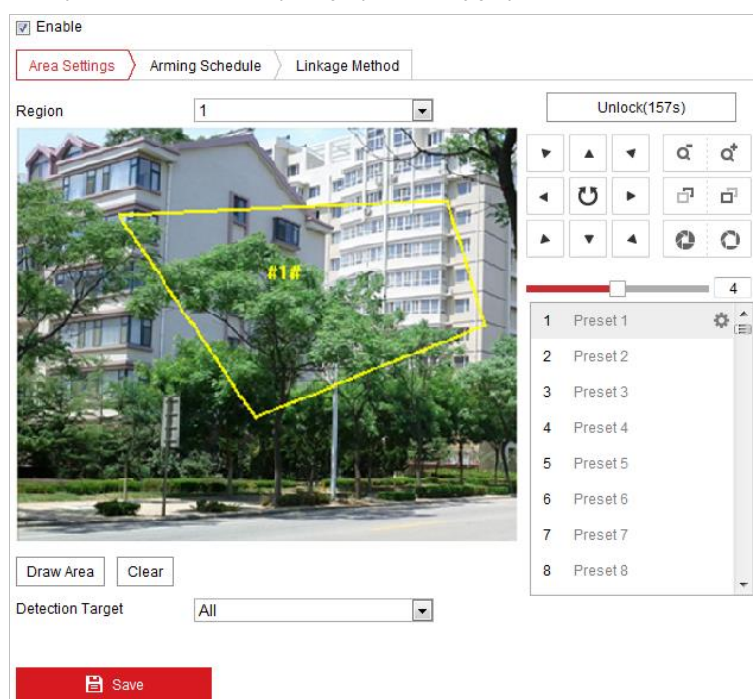 Enable
Area Settings
Arming Schedule
Linkage Method
Region
1
Unlock(157s)
#1#
4
1 Preset 1
2 Preset 2
3 Preset 3
4 Preset 4
5 Preset 5
6 Preset 6
7 Preset 7
8 Preset 8
Draw Area
Clear
Detection Target
All
Save